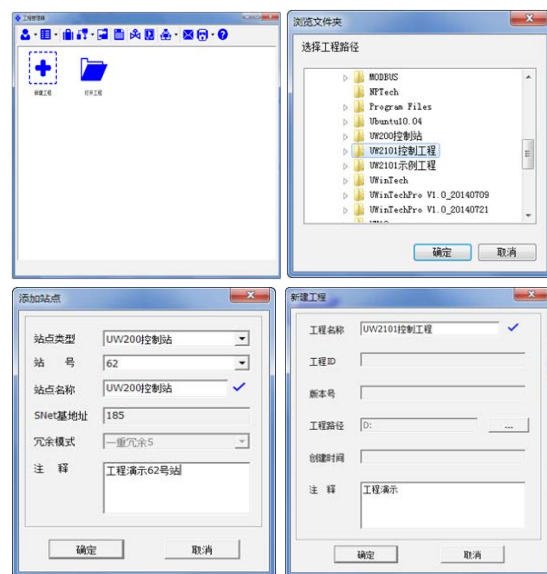 工程管理器
新建工程
打开工程
浏览文件夹
选择工程路径
MODBUS
NPTech
Program Files
Ubuntu10.04
UW200控制站
UW2101控制工程
UW2101示例工程
UWinTech
UWinTechPro V1.0_20140709
UWinTechPro V1.0_20140721
确定
取消
添加站点
站点类型
UW200控制站
站 号
62
站点名称
UW200控制站
SNet基地址
185
冗余模式
一重冗余S
注 释
工程演示62号站
确定
取消
新建工程
工程名称
UW2101控制工程
工程ID
版本号
工程路径
D:
...
创建时间
注 释
工程演示
确定
取消